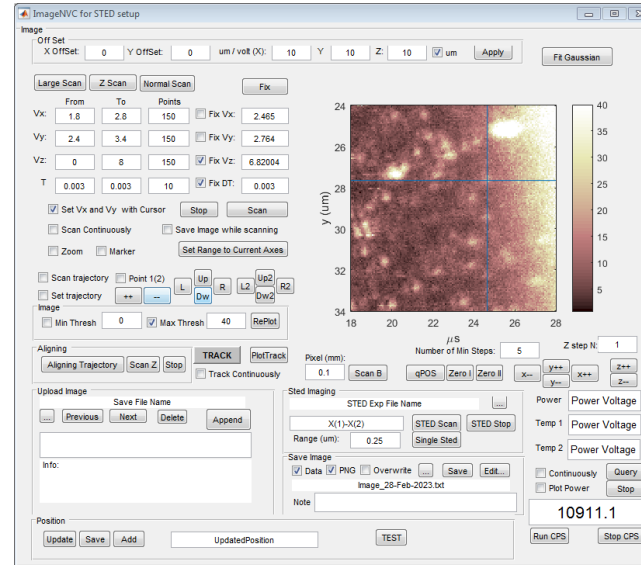 ImageNVC for STED setup
Image
Off Set
X OffSet: 0 Y OffSet: 0 um / volt (X): 10 Y 10 Z: 10 um Apply
Fit Gaussian
Large Scan Z Scan Normal Scan Fix
From To Points
Vx: 1.8 2.8 150 Fix Vx: 2.465
Vy: 2.4 3.4 150 Fix Vy: 2.764
Vz: 0 8 150 Fix Vz: 6.82004
T 0.003 0.003 10 Fix DT: 0.003
Set Vx and Vy with Cursor Stop Scan
Scan Continuously Save Image while scanning
Zoom Marker Set Range to Current Axes
Scan trajectory Point 1(2) L Up R L2 Up2 R2
Set trajectory ++ -- Dw Dw2
Image
Min Thresh 0 Max Thresh 40 RePlot
24
26
28
30
32
34
y (um)
18 20 22 24 26 28
40
35
30
25
20
15
10
5
μS
Aligning
Aligning Trajectory Scan Z Stop
TRACK PlotTrack
Track Continuously
Pixel (mm):
0.1 Scan B
Number of Min Steps: 5 Z step N: 1
qPOS Zero I Zero II x-- y++ y-- x++ z++ z--
Upload Image
Save File Name
... Previous Next Delete Append
Info:
Sted Imaging
STED Exp File Name ...
X(1)-X(2) STED Scan STED Stop
Range (um): 0.25 Single Sted
Save Image
Data PNG Overwrite ... Save Edit...
Image_28-Feb-2023.txt
Note
Power Power Voltage
Temp 1 Power Voltage
Temp 2 Power Voltage
Continuously Query
Plot Power Stop
10911.1
Run CPS Stop CPS
Position
Update Save Add UpdatedPosition TEST